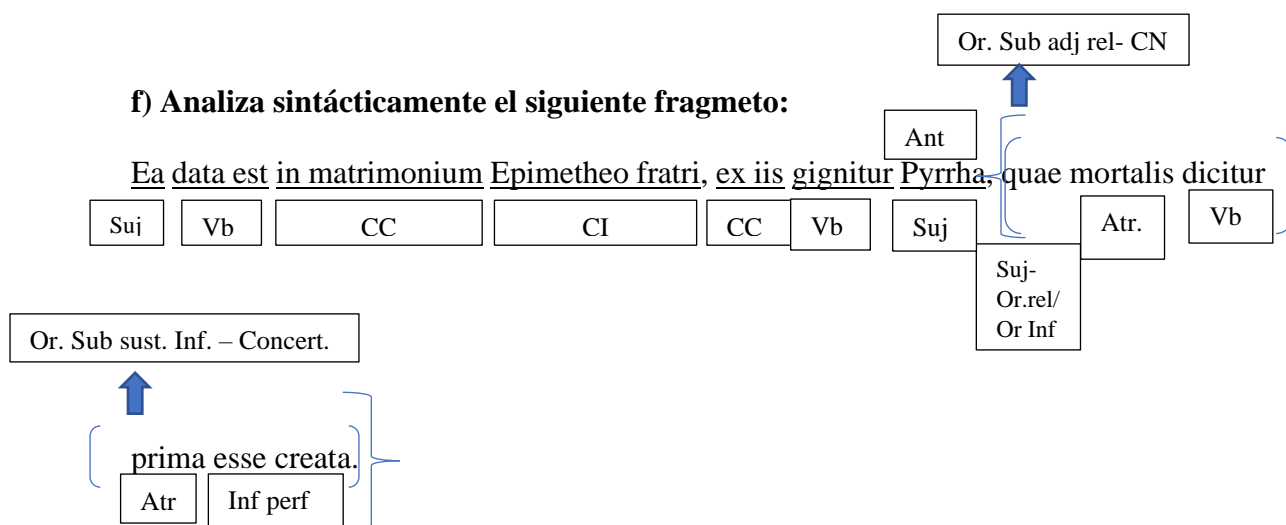 Or. Sub adj rel- CN
f) Analiza sintácticamente el siguiente fragmeto:
Ant
Ea data est in matrimonium Epimetheo fratri, ex iis gignitur Pyrrha, quae mortalis dicitur
Suj Vb CC CI CC Vb Suj Atr. Vb
Suj-
Or.rel/
Or Inf
Or. Sub sust. Inf. – Concert.
prima esse creata.
Atr Inf perf